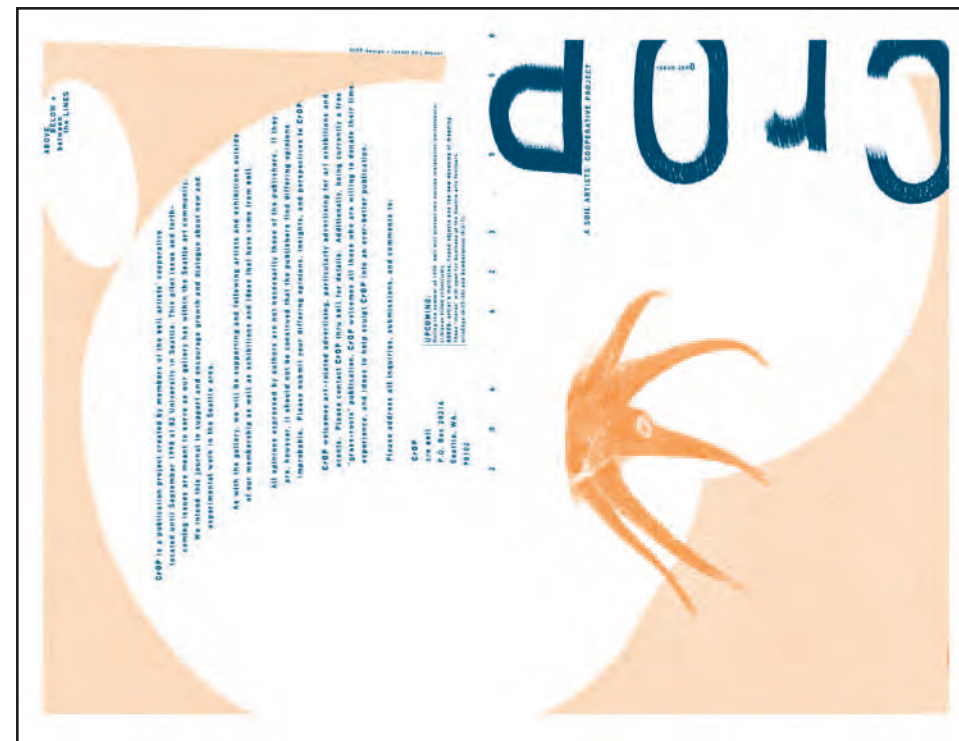 ABOVE
BELOW +
between
the LINES
CrOP is a publication project created by members of the soil artists' cooperative
located until September 1998 at 82 University in Seattle. This pilot issue and forth-
coming issues are meant to serve as our gallery has within the Seattle art community.
We intend this journal to support and encourage growth and dialogue about new and
experimental work in the Seattle area.
As with the gallery, we will be supporting and following artists and exhibitions outside
of our membership as well as exhibitions and ideas that have come from soil.
All opinions expressed by authors are not necessarily those of the publishers. If they
are, however, it should not be construed that the publishers find differing opinions
improbable. Please submit your differing opinions, insights, and perspectives to CrOP.
CrOP welcomes art-related advertising, particularly advertising for art exhibitions and
events. Please contact CrOP thru soil for details. Additionally, being currently a free
"grass-roots" publication, CrOP welcomes all those who are willing to donate their time,
experience, and ideas to help sculpt CrOP into an ever-better publication.
Please address all inquiries, submissions, and comments to:
CrOP
c/o soil
P.O. Box
Seattle, WA.
UPCOMING:
CrOP
issue.zero
A SOIL ARTISTS COOPERATIVE PROJECT